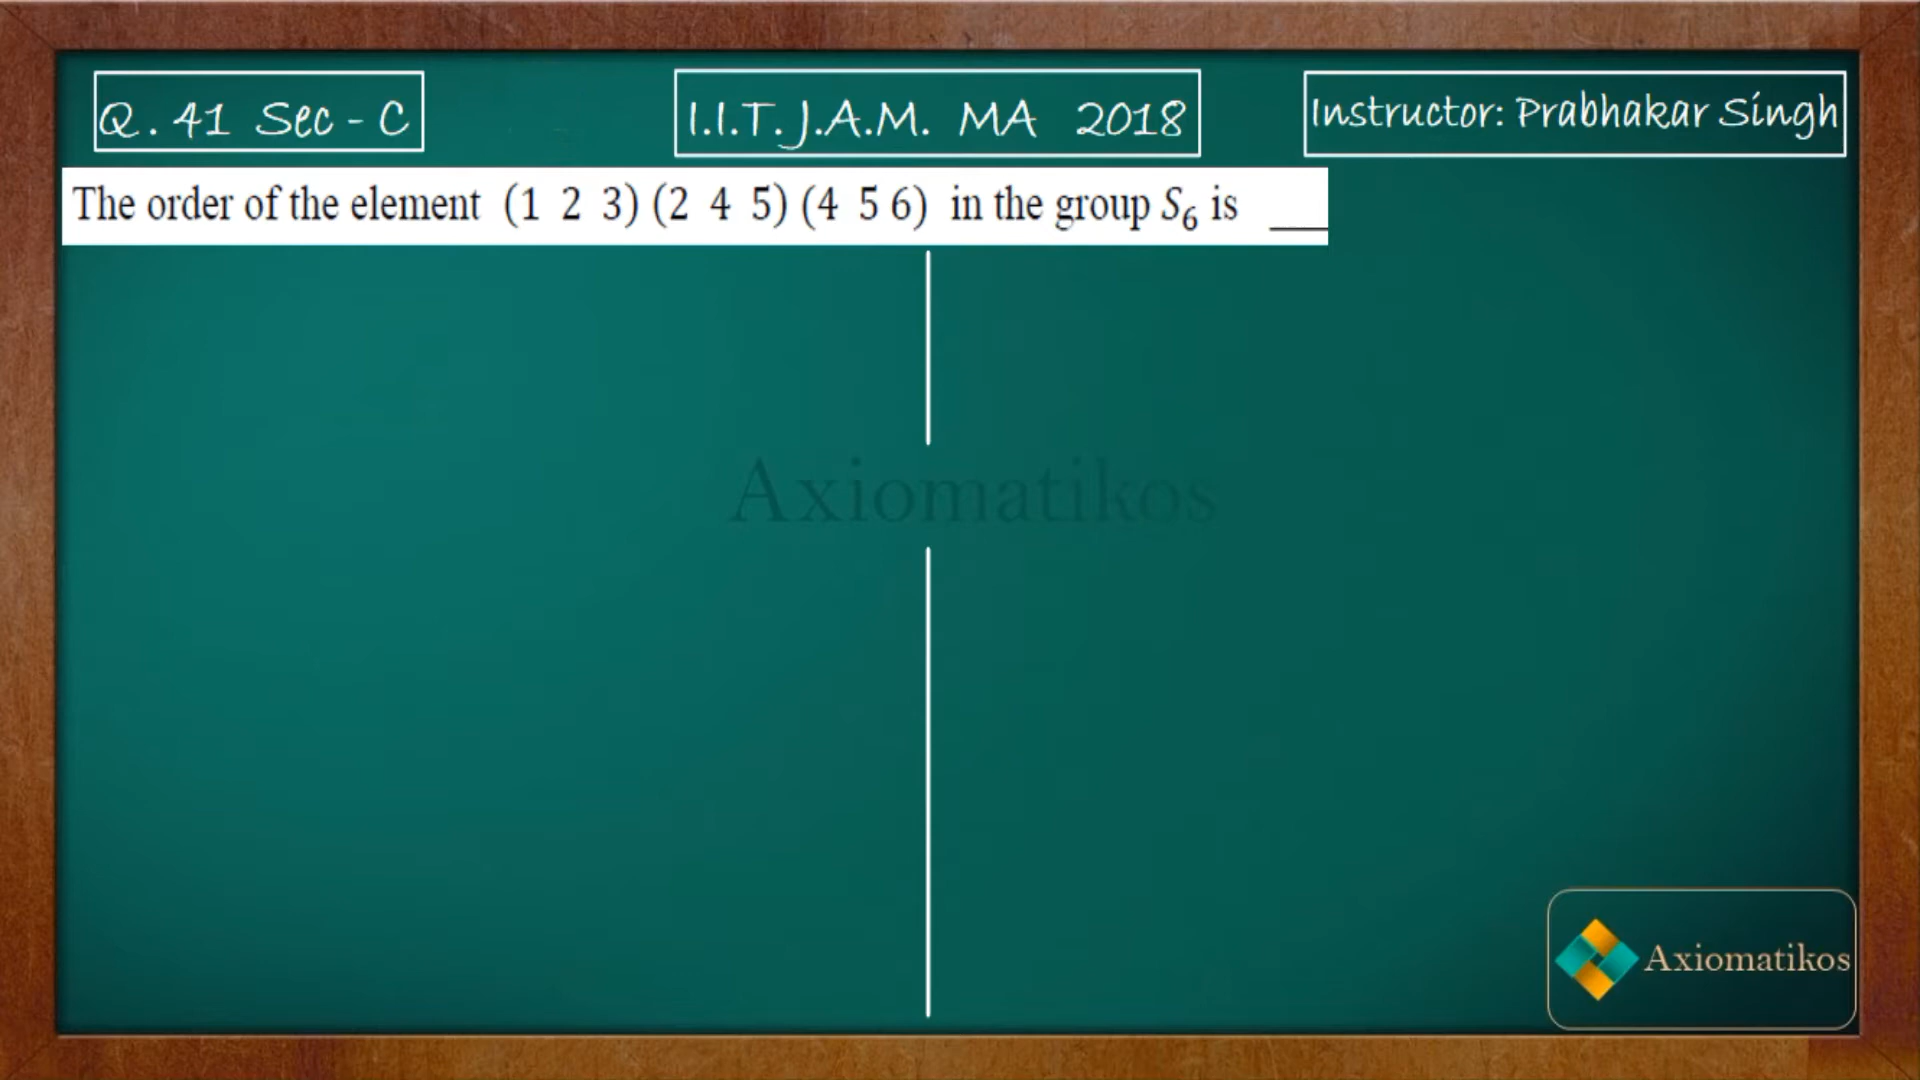 Q. 41 Sec - C
I.I.T. J.A.M. MA 2018
Instructor: Prabhakar Singh
The order of the element (1 2 3) (2 4 5) (4 5 6) in the group S₆ is ___
Axiomatikos
Axiomatikos